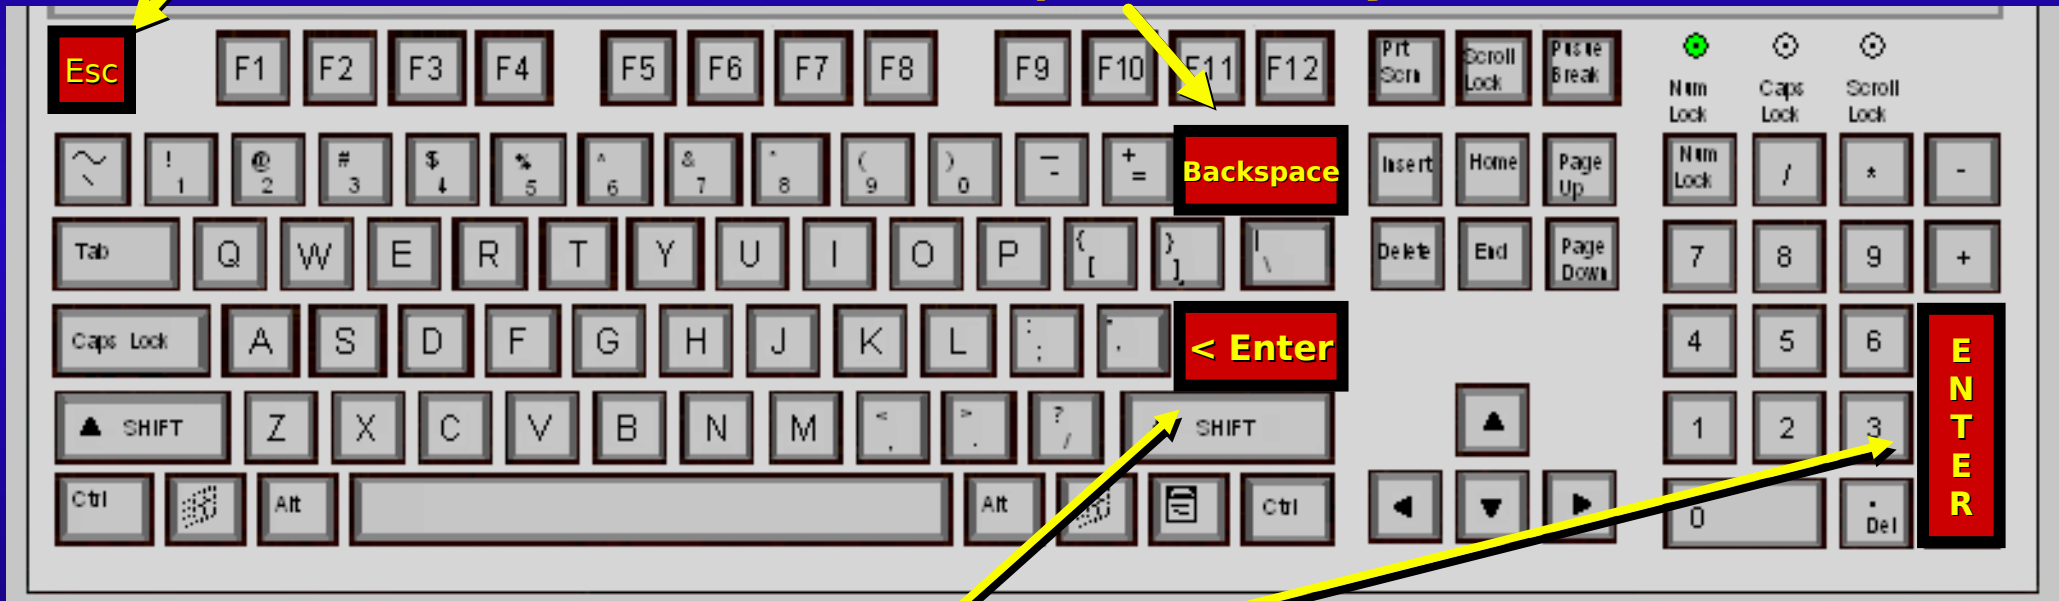 Esc F1 F2 F3 F4 F5 F6 F7 F8 F9 F10 F11 F12
Prt
Scrn
Scroll
Lock
Pause
Break
Num
Lock
Caps
Lock
Scroll
Lock
~
`
!
1
@
2
#
3
$
4
%
5
^
6
&
7
*
8
(
9
)
0
—
-
+
=
Backspace
Insert Home
Page
Up
Num
Lock
/ * -
Tab Q W E R T Y U I O P
{
[
}
]
|
\
Delete End
Page
Down
7 8 9 +
Caps Lock A S D F G H J K L
:
;
"
'
< Enter
4 5 6
E
N
T
E
R
SHIFT Z X C V B N M
<
,
>
.
?
/
SHIFT
1 2 3
Ctrl Alt Alt Ctrl
0
.
Del